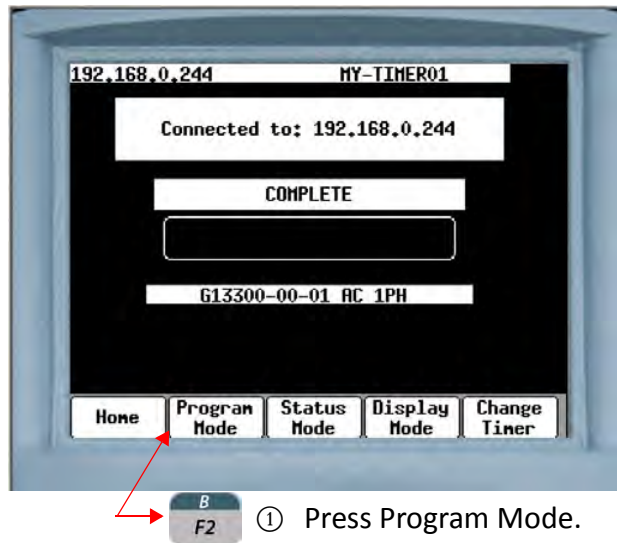 192.168.0.244 MY-TIMER01
Connected to: 192.168.0.244
COMPLETE
G13300-00-01 AC 1PH
Home Program Mode Status Mode Display Mode Change Timer
B
F2
① Press Program Mode.